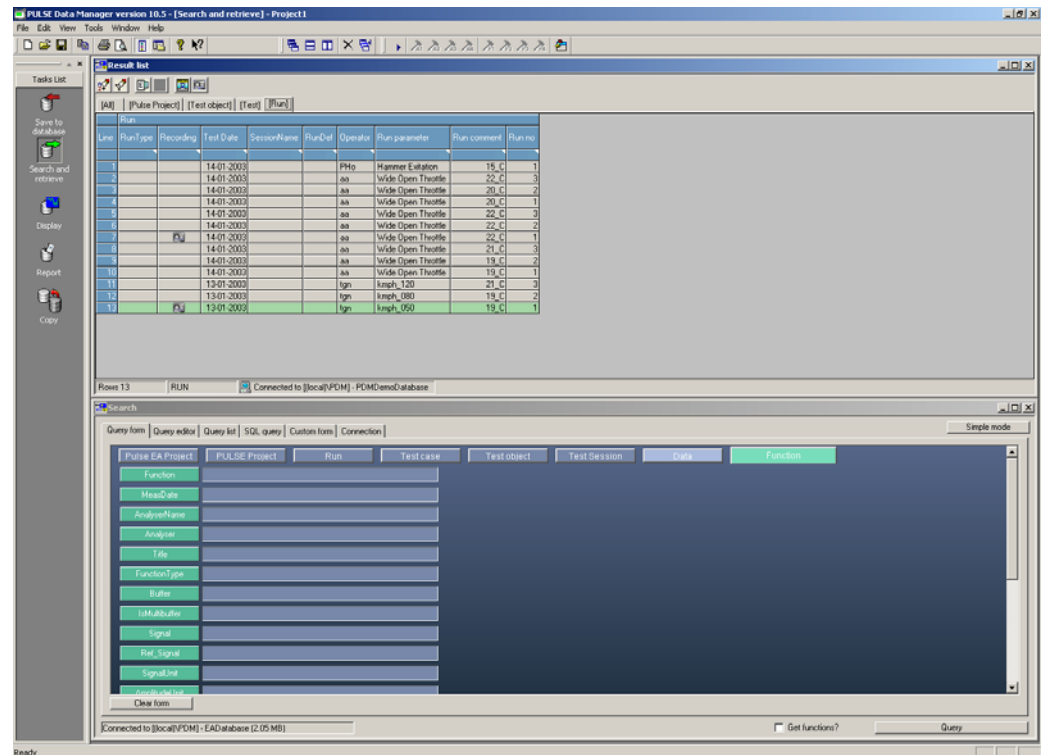 PULSE Data Manager version 10.5 - [Search and retrieve] - Project1
File Edit View Tools Window Help
Tasks List
Save to
database
Search and
retrieve
Display
Report
Copy
Result list
[All] [Pulse Project] [Test object] [Test] [Run]
Run
Line RunType Recording Test Date SessionName RunDef Operator Run parameter Run comment Run no
1 14-01-2003 PHo Hammer Exitation 15_C 1
2 14-01-2003 aa Wide Open Throttle 22_C 3
3 14-01-2003 aa Wide Open Throttle 20_C 2
4 14-01-2003 aa Wide Open Throttle 20_C 1
5 14-01-2003 aa Wide Open Throttle 22_C 3
6 14-01-2003 aa Wide Open Throttle 22_C 2
7 14-01-2003 aa Wide Open Throttle 22_C 1
8 14-01-2003 aa Wide Open Throttle 21_C 3
9 14-01-2003 aa Wide Open Throttle 19_C 2
10 14-01-2003 aa Wide Open Throttle 19_C 1
11 13-01-2003 tgn kmph_120 21_C 3
12 13-01-2003 tgn kmph_080 19_C 2
13 13-01-2003 tgn kmph_050 19_C 1
Rows 13 RUN Connected to [(local)\PDM] - PDMDemoDatabase
Search
Query form Query editor Query list SQL query Custom form Connection Simple mode
Pulse EA Project PULSE Project Run Test case Test object Test Session Data Function
Function
MeasDate
AnalyserName
Analyser
Title
FunctionType
Buffer
IsMultibuffer
Signal
Ref_Signal
SignalUnit
AmplitudeUnit
Clear form
Connected to [(local)\PDM] - EADatabase (2.05 MB) Get functions? Query
Ready